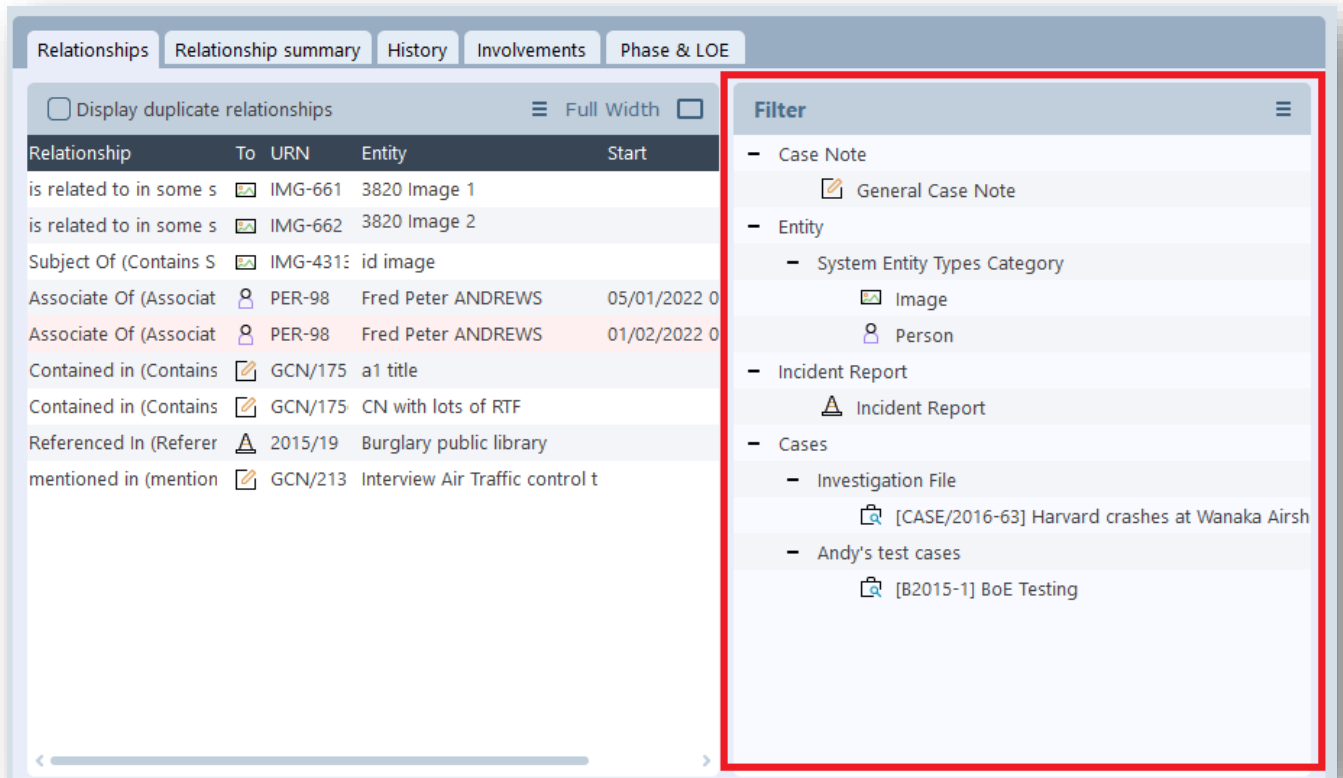 Relationships Relationship summary History Involvements Phase & LOE
Display duplicate relationships Full Width
Relationship To URN Entity Start
is related to in some s IMG-661 3820 Image 1
is related to in some s IMG-662 3820 Image 2
Subject Of (Contains S IMG-4313 id image
Associate Of (Associat PER-98 Fred Peter ANDREWS 05/01/2022 0
Associate Of (Associat PER-98 Fred Peter ANDREWS 01/02/2022 0
Contained in (Contains GCN/175 a1 title
Contained in (Contains GCN/175 CN with lots of RTF
Referenced In (Referer 2015/19 Burglary public library
mentioned in (mention GCN/213 Interview Air Traffic control t
Filter
Case Note
General Case Note
Entity
System Entity Types Category
Image
Person
Incident Report
Incident Report
Cases
Investigation File
[CASE/2016-63] Harvard crashes at Wanaka Airsh
Andy's test cases
[B2015-1] BoE Testing